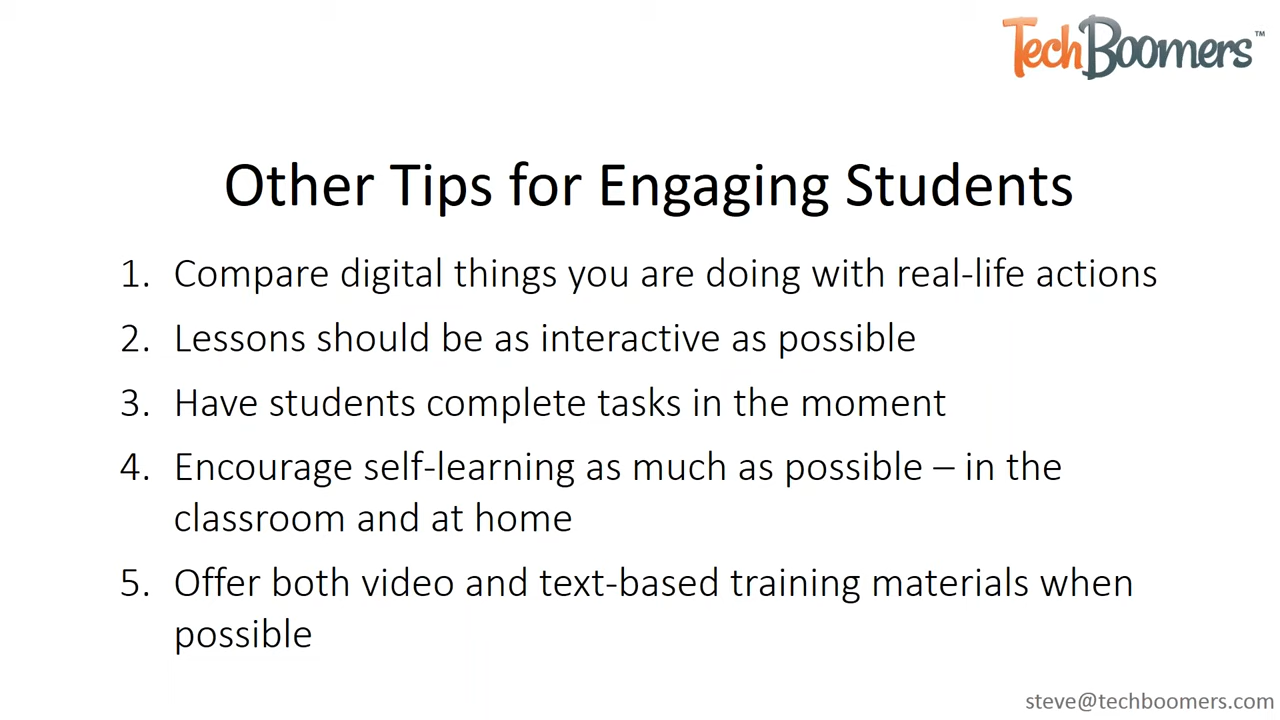 TechBoomers™
Other Tips for Engaging Students
1. Compare digital things you are doing with real-life actions
2. Lessons should be as interactive as possible
3. Have students complete tasks in the moment
4. Encourage self-learning as much as possible – in the
classroom and at home
5. Offer both video and text-based training materials when
possible
steve@techboomers.com